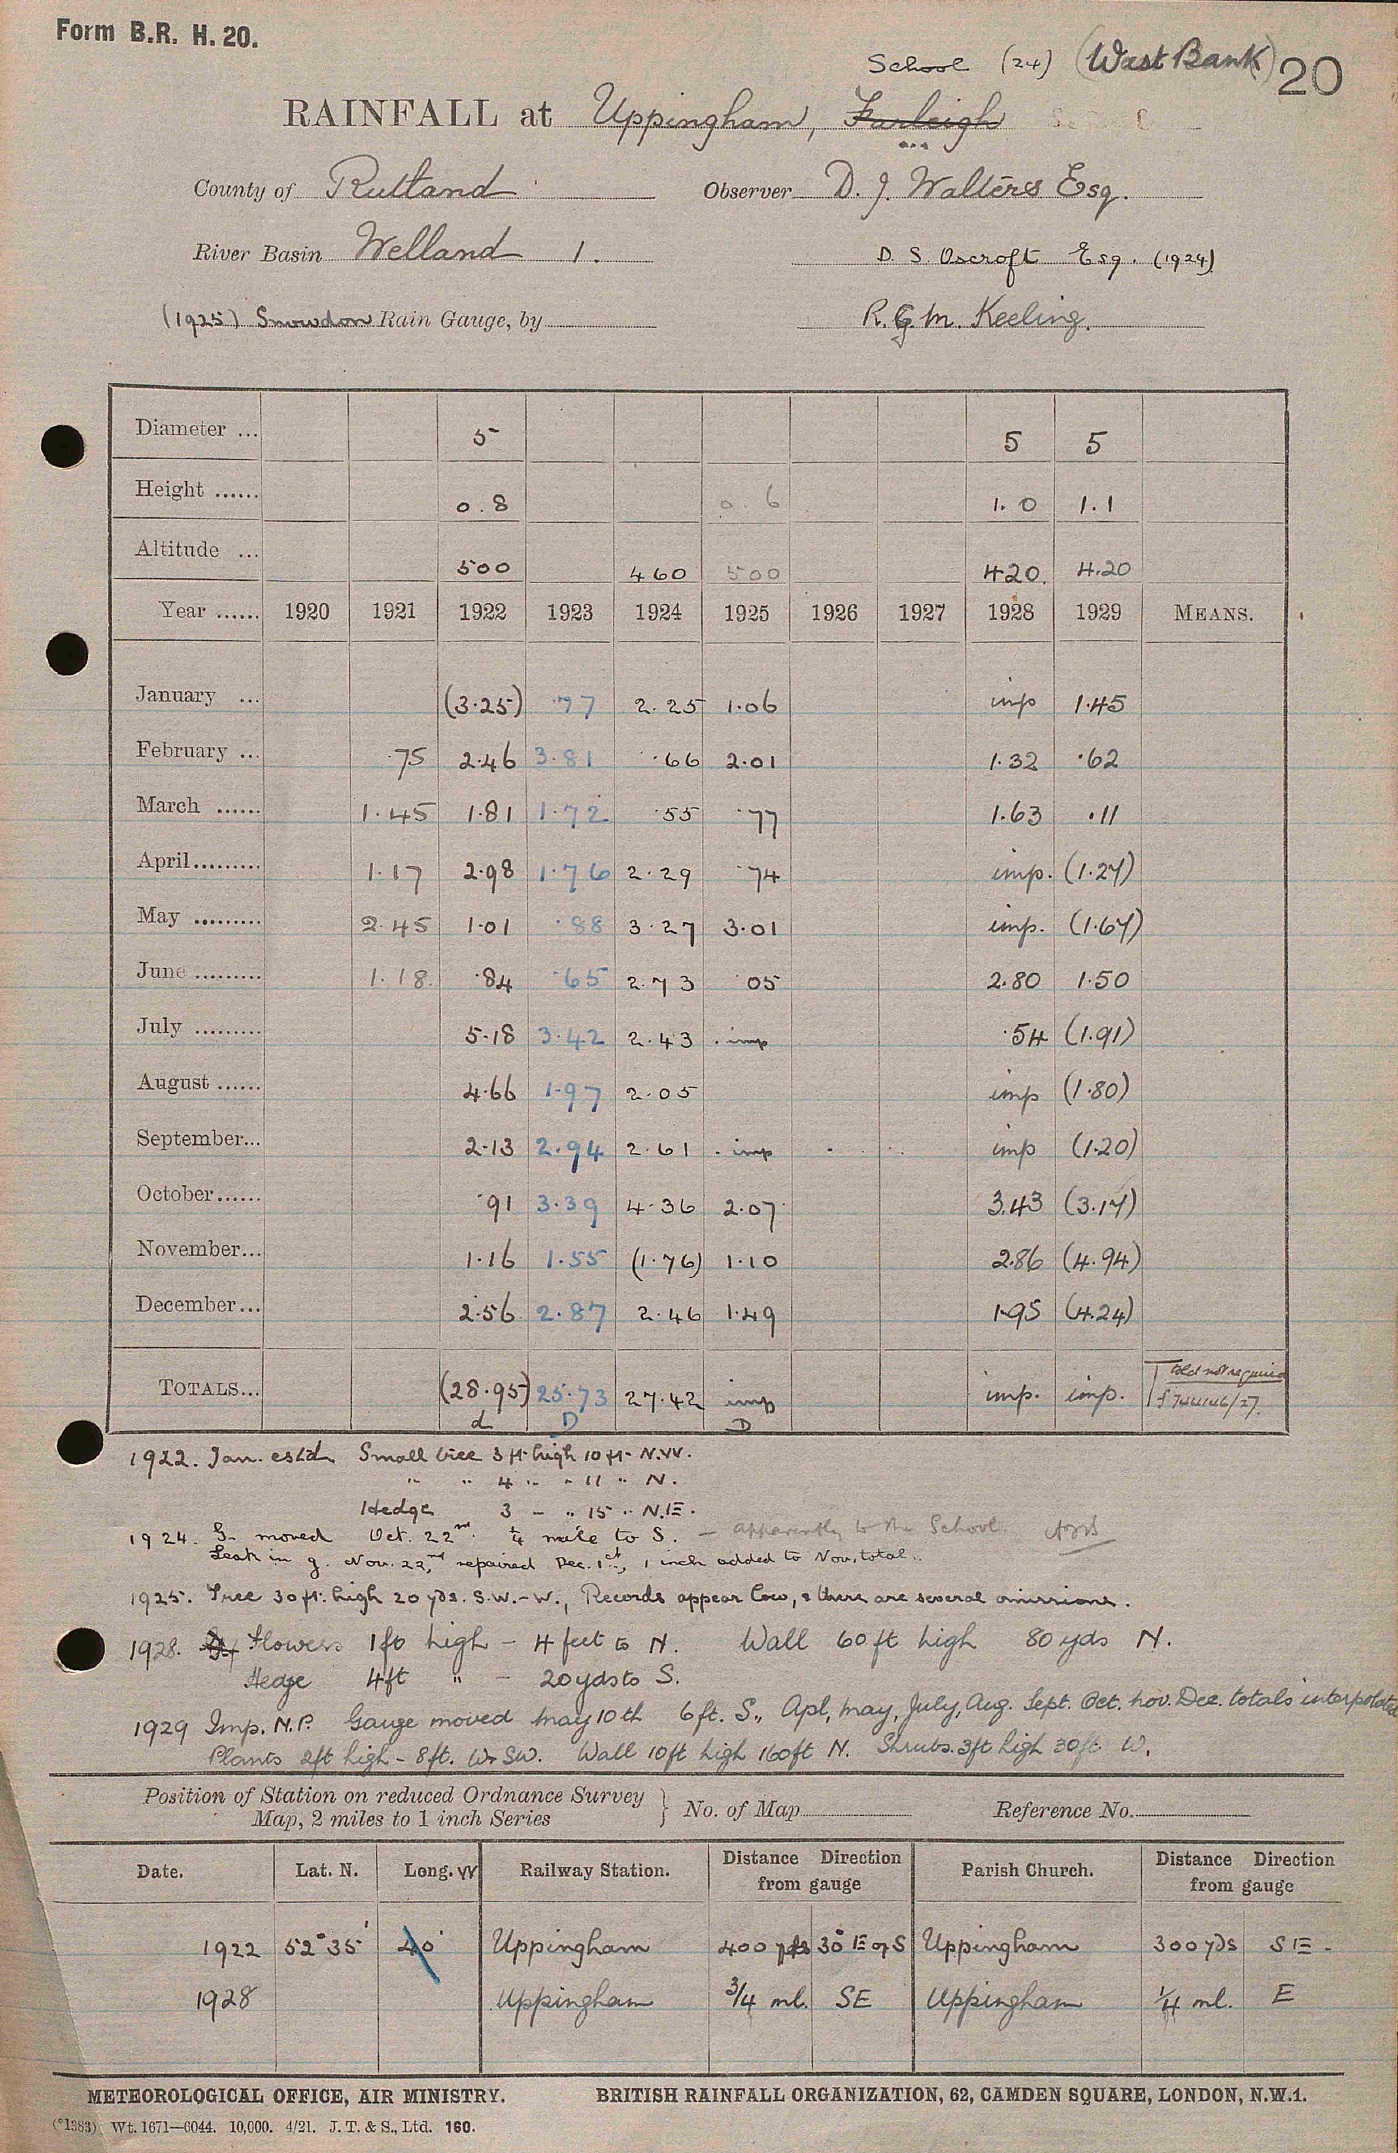 Form B.R. H. 20.
School (24) (West Bank) 20
RAINFALL at Uppingham, Farleigh
County of Rutland Observer D. J. Walters Esq.
River Basin Welland 1. D. S. Oscroft Esq. (1924)
(1925) Snowdon Rain Gauge, by R. G. M. Keeling.
Diameter ... 5 5 5
Height ...... 0.8 0.6 1.0 1.1
Altitude ... 500 460 500 420. 420
Year ...... 1920 1921 1922 1923 1924 1925 1926 1927 1928 1929 MEANS.
January ... (3.25) .77 2.25 1.06 imp 1.45
February ... .75 2.46 3.81 .66 2.01 1.32 .62
March ...... 1.45 1.81 1.72 .55 .77 1.63 .11
April......... 1.17 2.98 1.76 2.29 .74 imp. (1.27)
May ......... 2.45 1.01 .88 3.27 3.01 imp. (1.67)
June ......... 1.18 .84 .65 2.73 .05 2.80 1.50
July ......... 5.18 3.42 2.43 . imp .54 (1.91)
August ...... 4.66 1.97 2.05 imp (1.80)
September... 2.13 2.94 2.61 . imp imp (1.20)
October...... .91 3.39 4.36 2.07 3.43 (3.17)
November... 1.16 1.55 (1.76) 1.10 2.86 (4.94)
December... 2.56 2.87 2.46 1.49 1.95 (4.24)
TOTALS... (28.95) 25.73 27.42 imp imp. imp. told not required
d D D f 744146/27.
1922. Jan. est'd. Small tree 3 ft. high 10 ft. N.W.
" " 4 " " 11 " N.
Hedge 3 — " 15 " N.E.
1924. G. moved Oct. 22nd. ¼ mile to S. — apparently to the School.
Leak in g. Nov. 22nd, repaired Dec. 1st, 1 inch added to Nov. total.
1925. Tree 30 ft. high 20 yds. S.W.-W., Records appear low, & there are several omissions.
1928. Flowers 1 ft high — 4 feet to N. Wall 60 ft high 80 yds N.
Hedge 4ft " — 20 yds to S.
1929 Imp. N.P. Gauge moved May 10th 6 ft. S., Apl, May, July, Aug. Sept. Oct. Nov. Dec. totals interpolated
Plants 2ft high - 8ft. W-SW. Wall 10ft high 160ft N. Shrubs 3ft high 30ft W.
Position of Station on reduced Ordnance Survey
Map, 2 miles to 1 inch Series } No. of Map Reference No.
Date. Lat. N. Long. W Railway Station. Distance Direction from gauge Parish Church. Distance Direction from gauge
1922 52° 35' 40' Uppingham 400 yds 30° E of S Uppingham 300 yds SE.
1928 Uppingham ¾ ml. SE Uppingham ¼ ml. E
METEOROLOGICAL OFFICE, AIR MINISTRY. BRITISH RAINFALL ORGANIZATION, 62, CAMDEN SQUARE, LONDON, N.W.1.
(*1383) Wt. 1671—6044. 10,000. 4/21. J. T. & S., Ltd. 160.